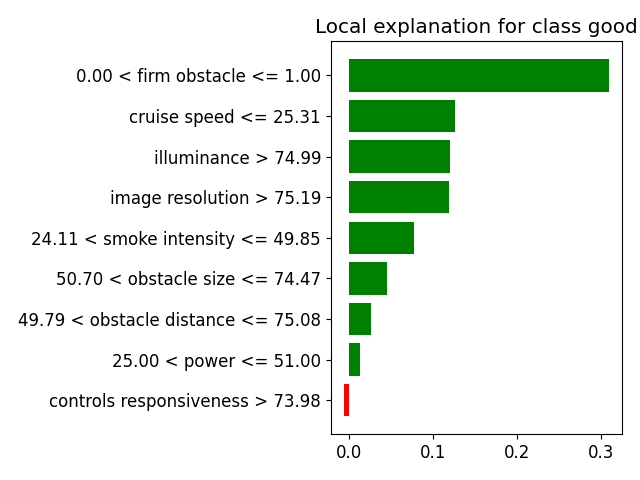 Local explanation for class good
0.00 < firm obstacle <= 1.00
cruise speed <= 25.31
illuminance > 74.99
image resolution > 75.19
24.11 < smoke intensity <= 49.85
50.70 < obstacle size <= 74.47
49.79 < obstacle distance <= 75.08
25.00 < power <= 51.00
controls responsiveness > 73.98
0.0 0.1 0.2 0.3